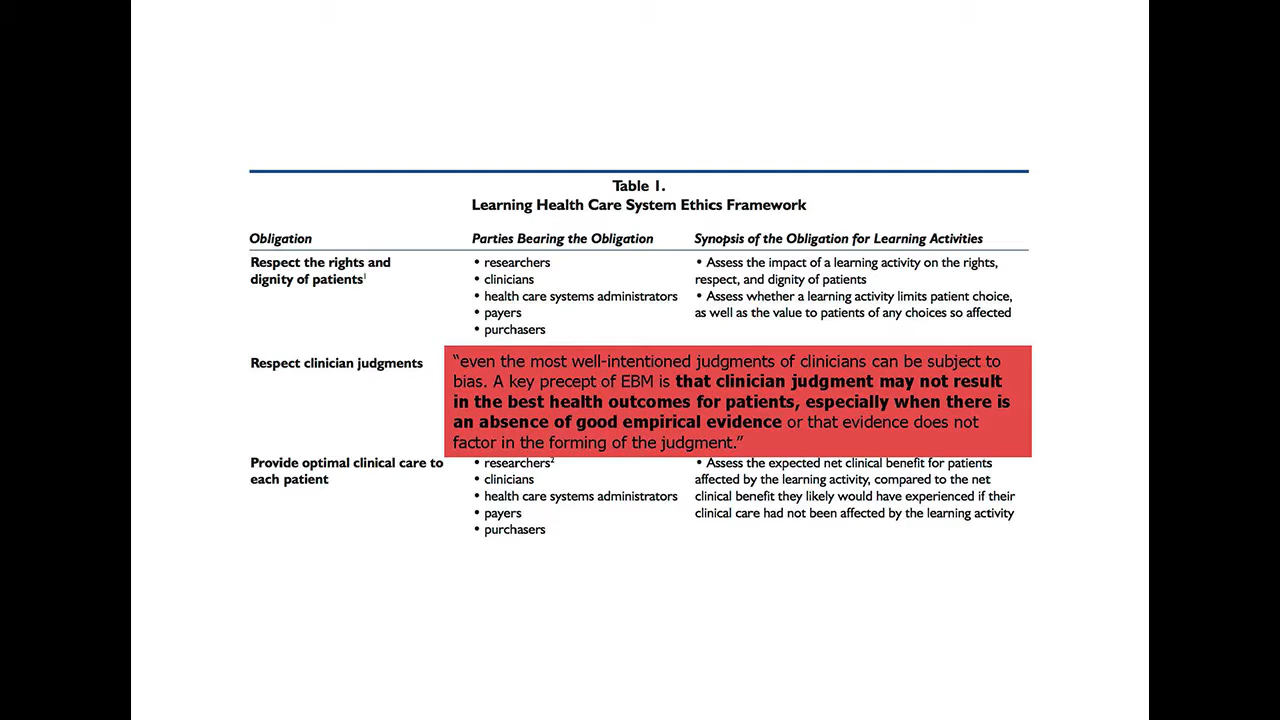 Table 1.
Learning Health Care System Ethics Framework
Obligation Parties Bearing the Obligation Synopsis of the Obligation for Learning Activities
Respect the rights and
dignity of patients1
• researchers
• clinicians
• health care systems administrators
• payers
• purchasers
• Assess the impact of a learning activity on the rights,
respect, and dignity of patients
• Assess whether a learning activity limits patient choice,
as well as the value to patients of any choices so affected
Respect clinician judgments
“even the most well-intentioned judgments of clinicians can be subject to
bias. A key precept of EBM is that clinician judgment may not result
in the best health outcomes for patients, especially when there is
an absence of good empirical evidence or that evidence does not
factor in the forming of the judgment.”
Provide optimal clinical care to
each patient
• researchers2
• clinicians
• health care systems administrators
• payers
• purchasers
• Assess the expected net clinical benefit for patients
affected by the learning activity, compared to the net
clinical benefit they likely would have experienced if their
clinical care had not been affected by the learning activity